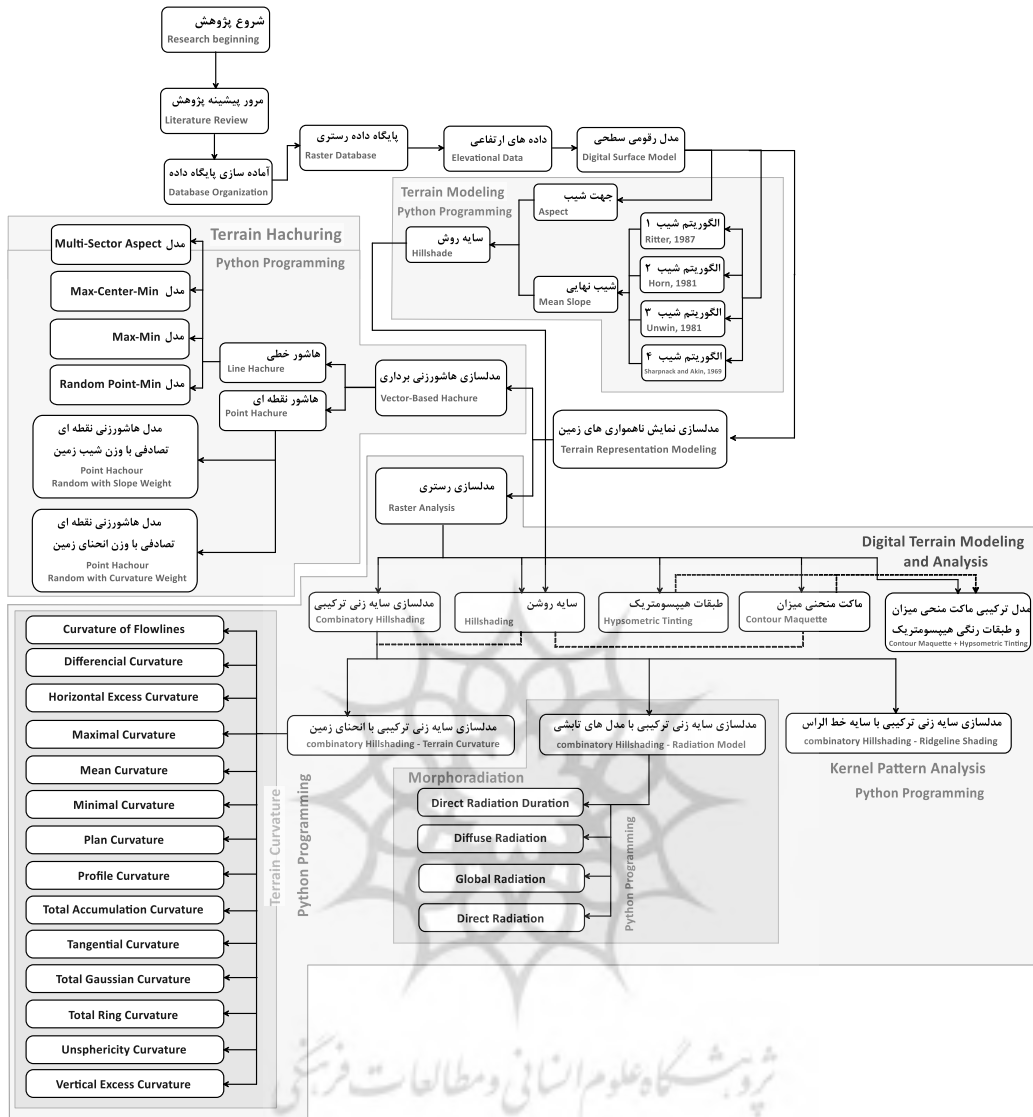 شروع پژوهش
Research beginning
مرور پیشینه پژوهش
Literature Review
آماده سازی پایگاه داده
Database Organization
پایگاه داده رستری
Raster Database
داده های ارتفاعی
Elevational Data
مدل رقومی سطحی
Digital Surface Model
Terrain Modeling
Python Programming
جهت شیب
Aspect
سایه روش
Hillshade
شیب نهایی
Mean Slope
الگوریتم شیب ۱
Ritter, 1987
الگوریتم شیب ۲
Horn, 1981
الگوریتم شیب ۳
Unwin, 1981
الگوریتم شیب ۴
Sharpnack and Akin, 1969
Terrain Hachuring
Python Programming
مدل Multi-Sector Aspect
مدل Max-Center-Min
مدل Max-Min
مدل Random Point-Min
هاشور خطی
Line Hachure
هاشور نقطه ای
Point Hachure
مدلسازی هاشورزنی برداری
Vector-Based Hachure
مدلسازی نمایش ناهمواری های زمین
Terrain Representation Modeling
مدل هاشورزنی نقطه ای
تصادفی با وزن شیب زمین
Point Hachour
Random with Slope Weight
مدل هاشورزنی نقطه ای
تصادفی با وزن انحنای زمین
Point Hachour
Random with Curvature Weight
مدلسازی رستری
Raster Analysis
Digital Terrain Modeling
and Analysis
مدلسازی سایه زنی ترکیبی
Combinatory Hillshading
سایه روشن
Hillshading
طبقات هیپسومتریک
Hypsometric Tinting
ماکت منحنی میزان
Contour Maquette
مدل ترکیبی ماکت منحی میزان
و طبقات رنگی هیپسومتریک
Contour Maquette + Hypsometric Tinting
مدلسازی سایه زنی ترکیبی با انحنای زمین
combinatory Hillshading - Terrain Curvature
مدلسازی سایه زنی ترکیبی با مدل های تابشی
combinatory Hillshading - Radiation Model
مدلسازی سایه زنی ترکیبی با سایه خط الراس
combinatory Hillshading - Ridgeline Shading
Kernel Pattern Analysis
Python Programming
Morphoradiation
Direct Radiation Duration
Diffuse Radiation
Global Radiation
Direct Radiation
Python Programming
Terrain Curvature
Python Programming
Curvature of Flowlines
Differencial Curvature
Horizontal Excess Curvature
Maximal Curvature
Mean Curvature
Minimal Curvature
Plan Curvature
Profile Curvature
Total Accumulation Curvature
Tangential Curvature
Total Gaussian Curvature
Total Ring Curvature
Unsphericity Curvature
Vertical Excess Curvature
پژوهشگاه علوم انسانی و مطالعات فرهنگی